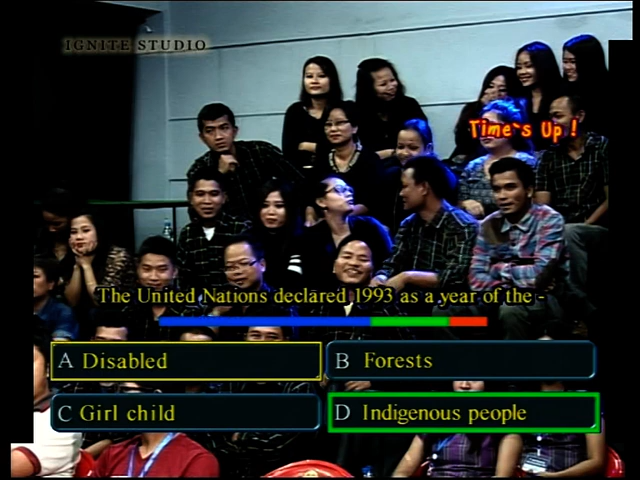 IGNITE STUDIO
Time's Up !
The United Nations declared 1993 as a year of the -
A Disabled
B Forests
C Girl child
D Indigenous people